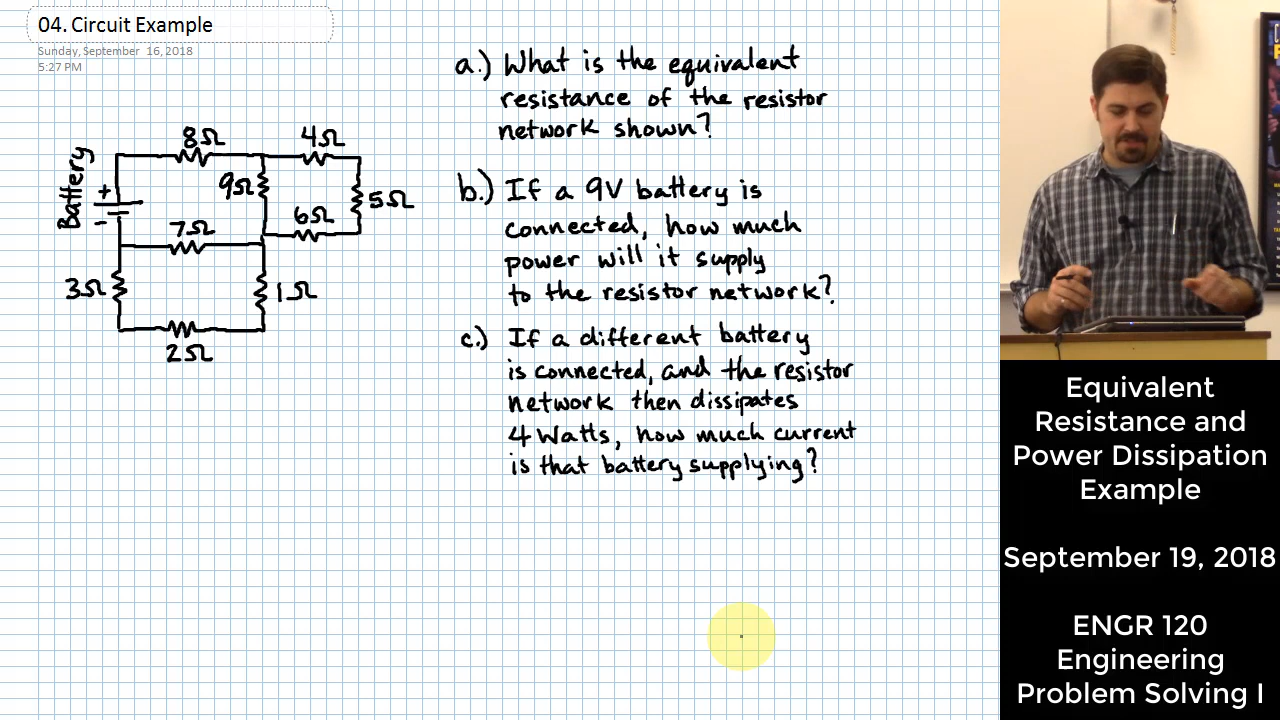 04. Circuit Example
Sunday, September 16, 2018
5:27 PM
8Ω
4Ω
Battery
+
-
9Ω
5Ω
7Ω
6Ω
3Ω
1Ω
2Ω
a.) What is the equivalent
resistance of the resistor
network shown?
b.) If a 9V battery is
connected, how much
power will it supply
to the resistor network?
c.) If a different battery
is connected, and the resistor
network then dissipates
4 Watts, how much current
is that battery supplying?
Equivalent
Resistance and
Power Dissipation
Example
September 19, 2018
ENGR 120
Engineering
Problem Solving I